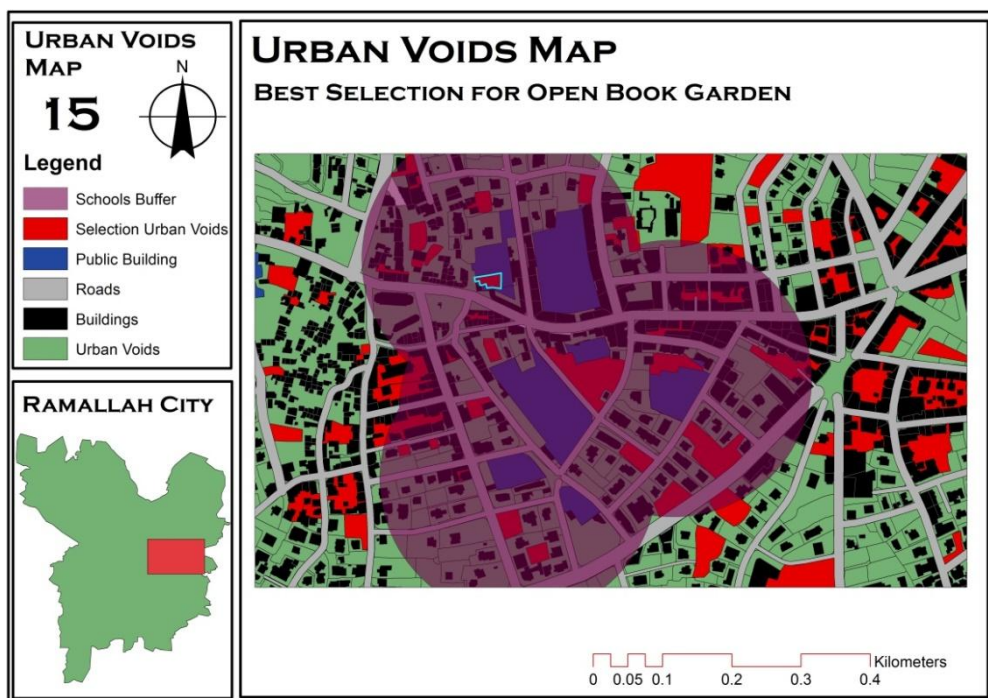 URBAN VOIDS
MAP
15
N
Legend
Schools Buffer
Selection Urban Voids
Public Building
Roads
Buildings
Urban Voids
RAMALLAH CITY
URBAN VOIDS MAP
BEST SELECTION FOR OPEN BOOK GARDEN
Kilometers
0 0.05 0.1 0.2 0.3 0.4